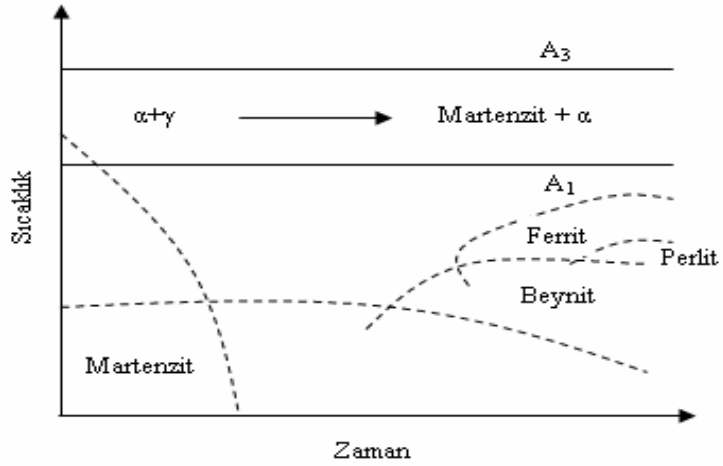 A3
α+γ
Martenzit + α
Sıcaklık
A1
Ferrit
Perlit
Beynit
Martenzit
Zaman